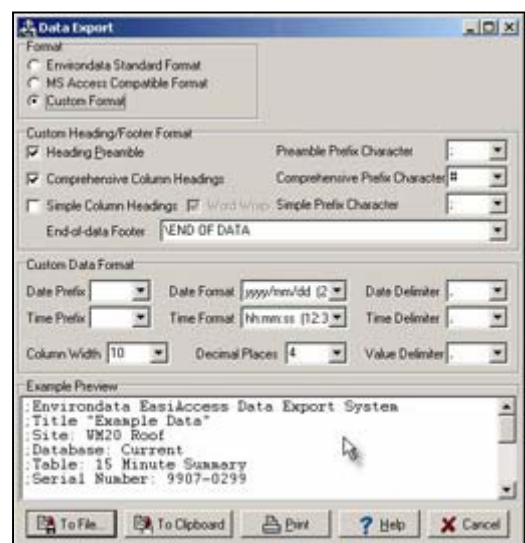 Data Export
Format
Environdata Standard Format
MS Access Compatible Format
Custom Format
Custom Heading/Footer Format
Heading Preamble
Preamble Prefix Character ;
Comprehensive Column Headings
Comprehensive Prefix Character #
Simple Column Headings
Word Wrap
Simple Prefix Character ;
End-of-data Footer \END OF DATA
Custom Data Format
Date Prefix
Date Format yyyy/mm/dd (2
Date Delimiter
Time Prefix
Time Format hh:mm:ss (12:3
Time Delimiter
Column Width 10
Decimal Places 4
Value Delimiter
Example Preview
;Environdata EasiAccess Data Export System
;Title "Example Data"
;Site: WM20 Roof
;Database: Current
;Table: 15 Minute Summary
;Serial Number: 9907-0299
To File...
To Clipboard
Print
? Help
Cancel